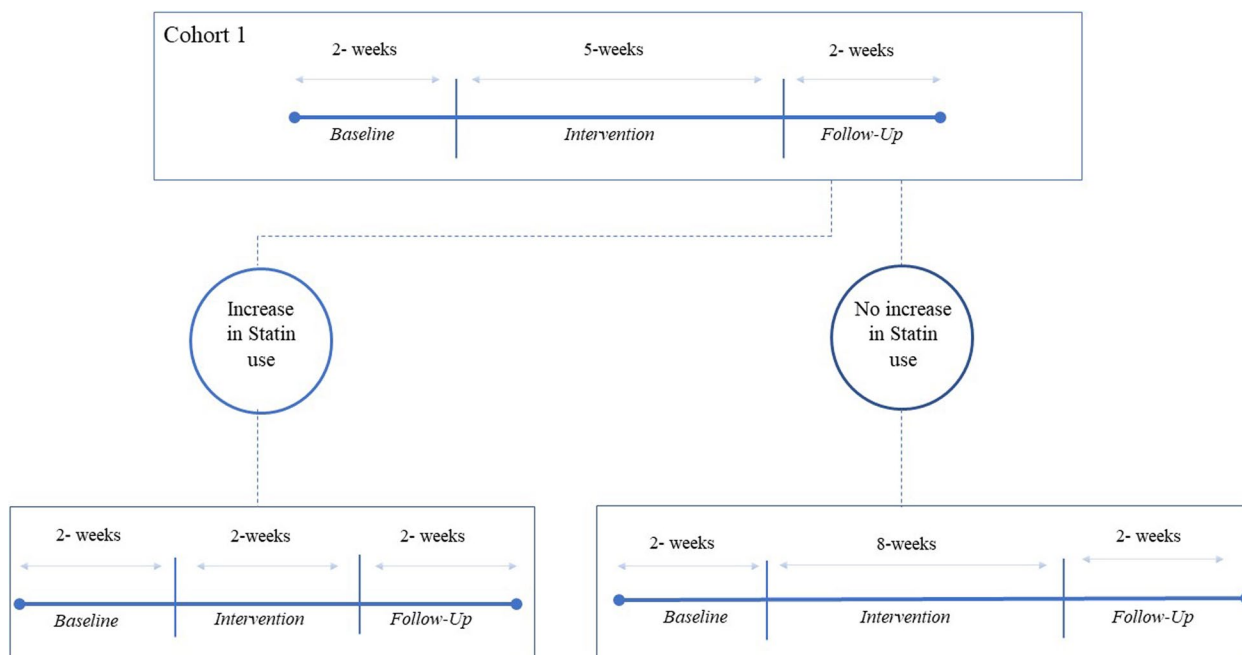 Cohort 1
2- weeks
5-weeks
2- weeks
Baseline
Intervention
Follow-Up
Increase
in Statin
use
No increase
in Statin
use
2- weeks
2-weeks
2- weeks
Baseline
Intervention
Follow-Up
2- weeks
8-weeks
2- weeks
Baseline
Intervention
Follow-Up